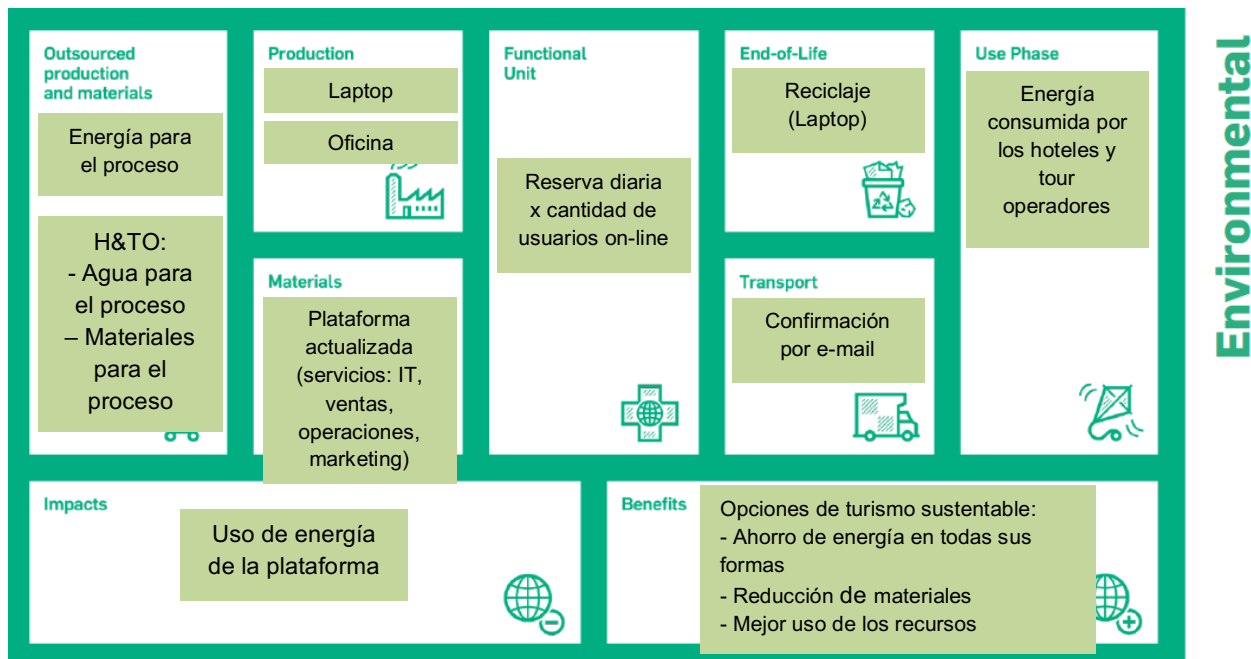 Outsourced
production
and materials
Energía para
el proceso
H&TO:
- Agua para
el proceso
– Materiales
para el
proceso
Production
Laptop
Oficina
Materials
Plataforma
actualizada
(servicios: IT,
ventas,
operaciones,
marketing)
Functional
Unit
Reserva diaria
x cantidad de
usuarios on-line
End-of-Life
Reciclaje
(Laptop)
Transport
Confirmación
por e-mail
Use Phase
Energía
consumida por
los hoteles y
tour
operadores
Impacts
Uso de energía
de la plataforma
Benefits
Opciones de turismo sustentable:
- Ahorro de energía en todas sus
formas
- Reducción de materiales
- Mejor uso de los recursos
Environmental